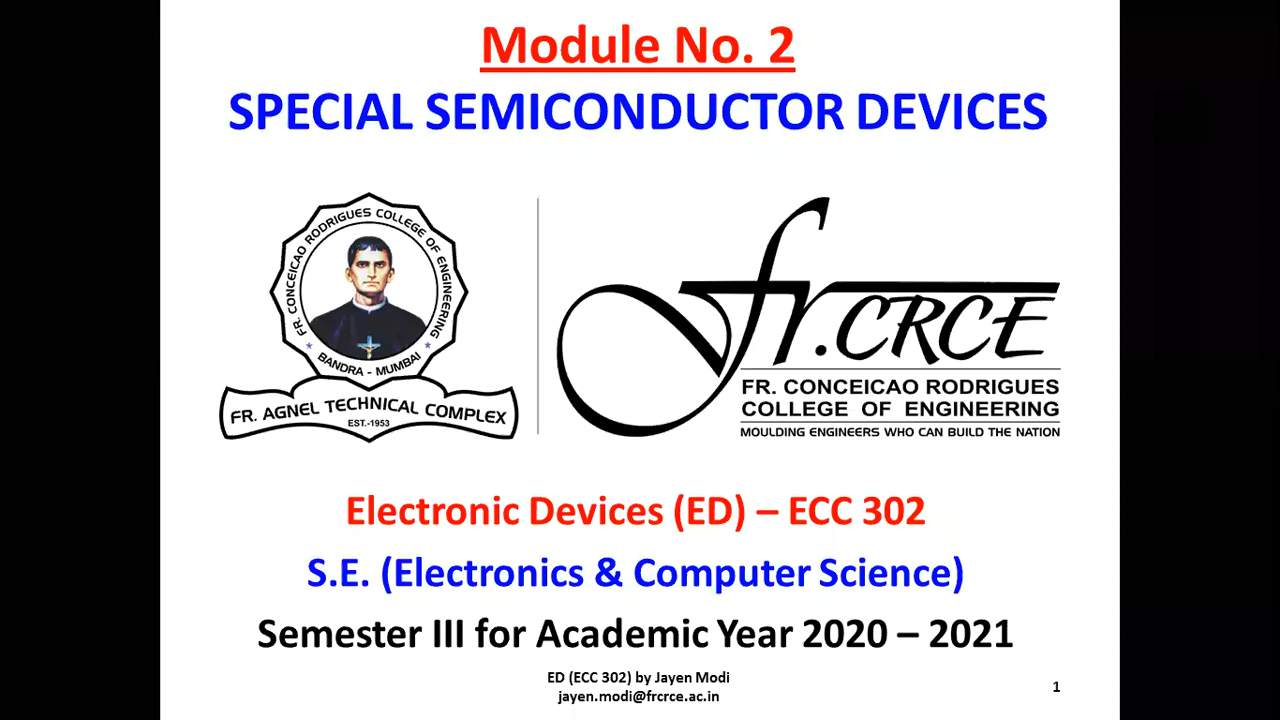 Module No. 2
SPECIAL SEMICONDUCTOR DEVICES
FR. CONCEICAO RODRIGUES COLLEGE OF ENGINEERING
BANDRA - MUMBAI
FR. AGNEL TECHNICAL COMPLEX
EST.-1953
fr.CRCE
FR. CONCEICAO RODRIGUES
COLLEGE OF ENGINEERING
MOULDING ENGINEERS WHO CAN BUILD THE NATION
Electronic Devices (ED) – ECC 302
S.E. (Electronics & Computer Science)
Semester III for Academic Year 2020 – 2021
ED (ECC 302) by Jayen Modi
jayen.modi@frcrce.ac.in
1